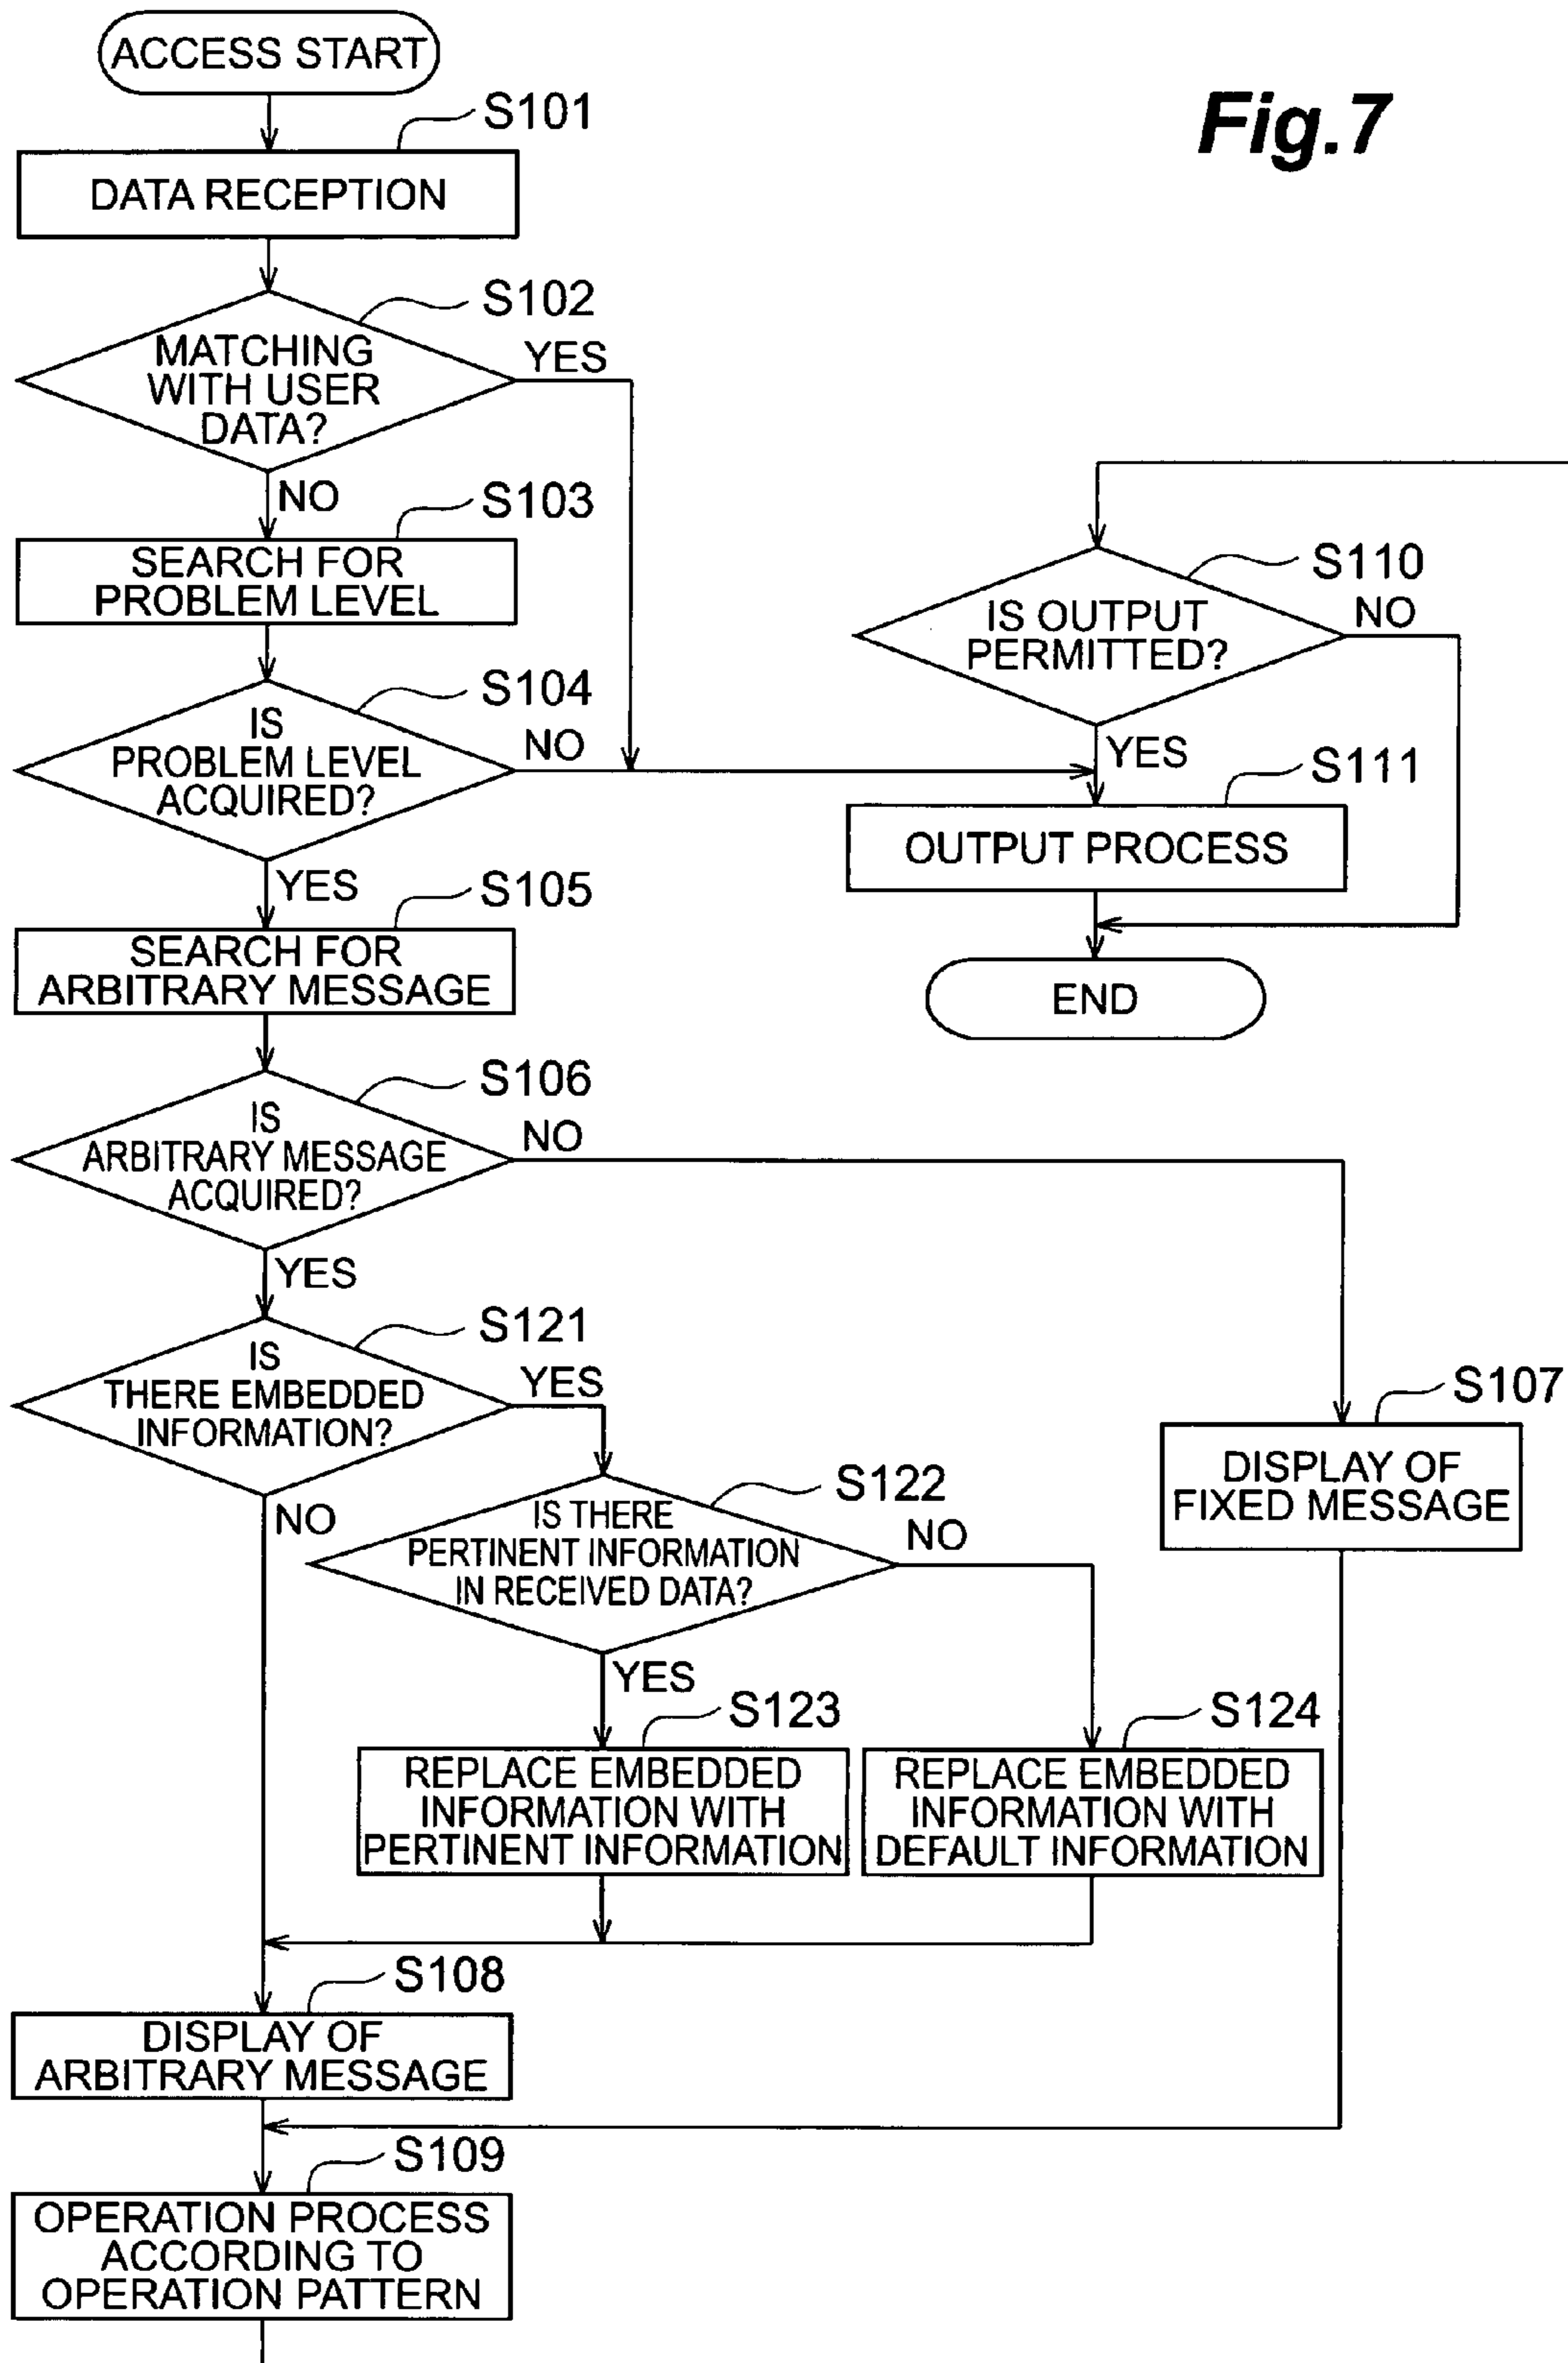 Fig.7
ACCESS START
S101
DATA RECEPTION
S102
MATCHING
WITH USER
DATA?
YES
NO
S103
SEARCH FOR
PROBLEM LEVEL
S104
IS
PROBLEM LEVEL
ACQUIRED?
NO
YES
S105
SEARCH FOR
ARBITRARY MESSAGE
S106
IS
ARBITRARY MESSAGE
ACQUIRED?
NO
YES
S121
IS
THERE EMBEDDED
INFORMATION?
YES
NO
S122
IS THERE
PERTINENT INFORMATION
IN RECEIVED DATA?
NO
YES
S123
REPLACE EMBEDDED
INFORMATION WITH
PERTINENT INFORMATION
S124
REPLACE EMBEDDED
INFORMATION WITH
DEFAULT INFORMATION
S107
DISPLAY OF
FIXED MESSAGE
S108
DISPLAY OF
ARBITRARY MESSAGE
S109
OPERATION PROCESS
ACCORDING TO
OPERATION PATTERN
S110
IS OUTPUT
PERMITTED?
NO
YES
S111
OUTPUT PROCESS
END